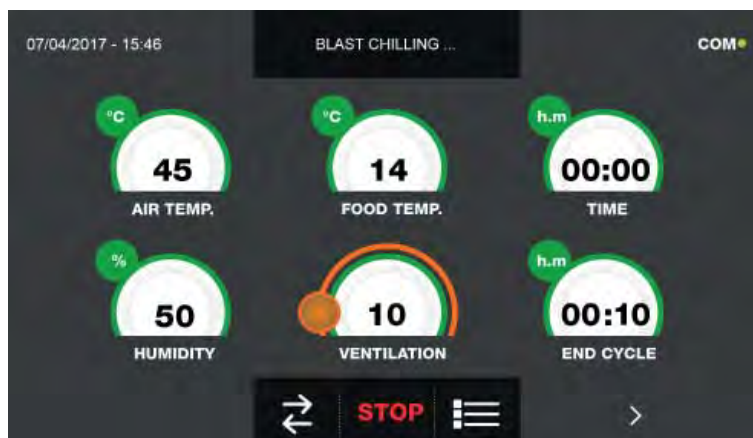 07/04/2017 - 15:46 BLAST CHILLING ... COM
°C °C h.m
45 14 00:00
AIR TEMP. FOOD TEMP. TIME
% h.m
50 10 00:10
HUMIDITY VENTILATION END CYCLE
STOP